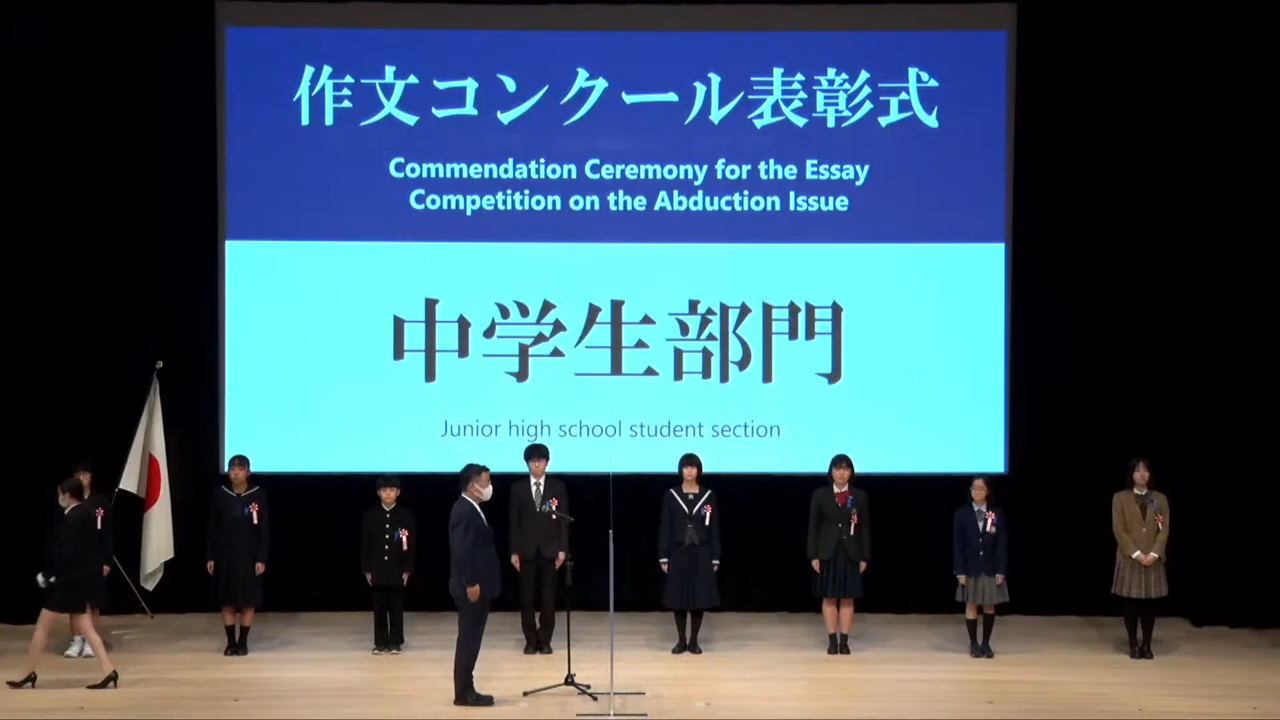 作文コンクール表彰式
Commendation Ceremony for the Essay
Competition on the Abduction Issue
中学生部門
Junior high school student section